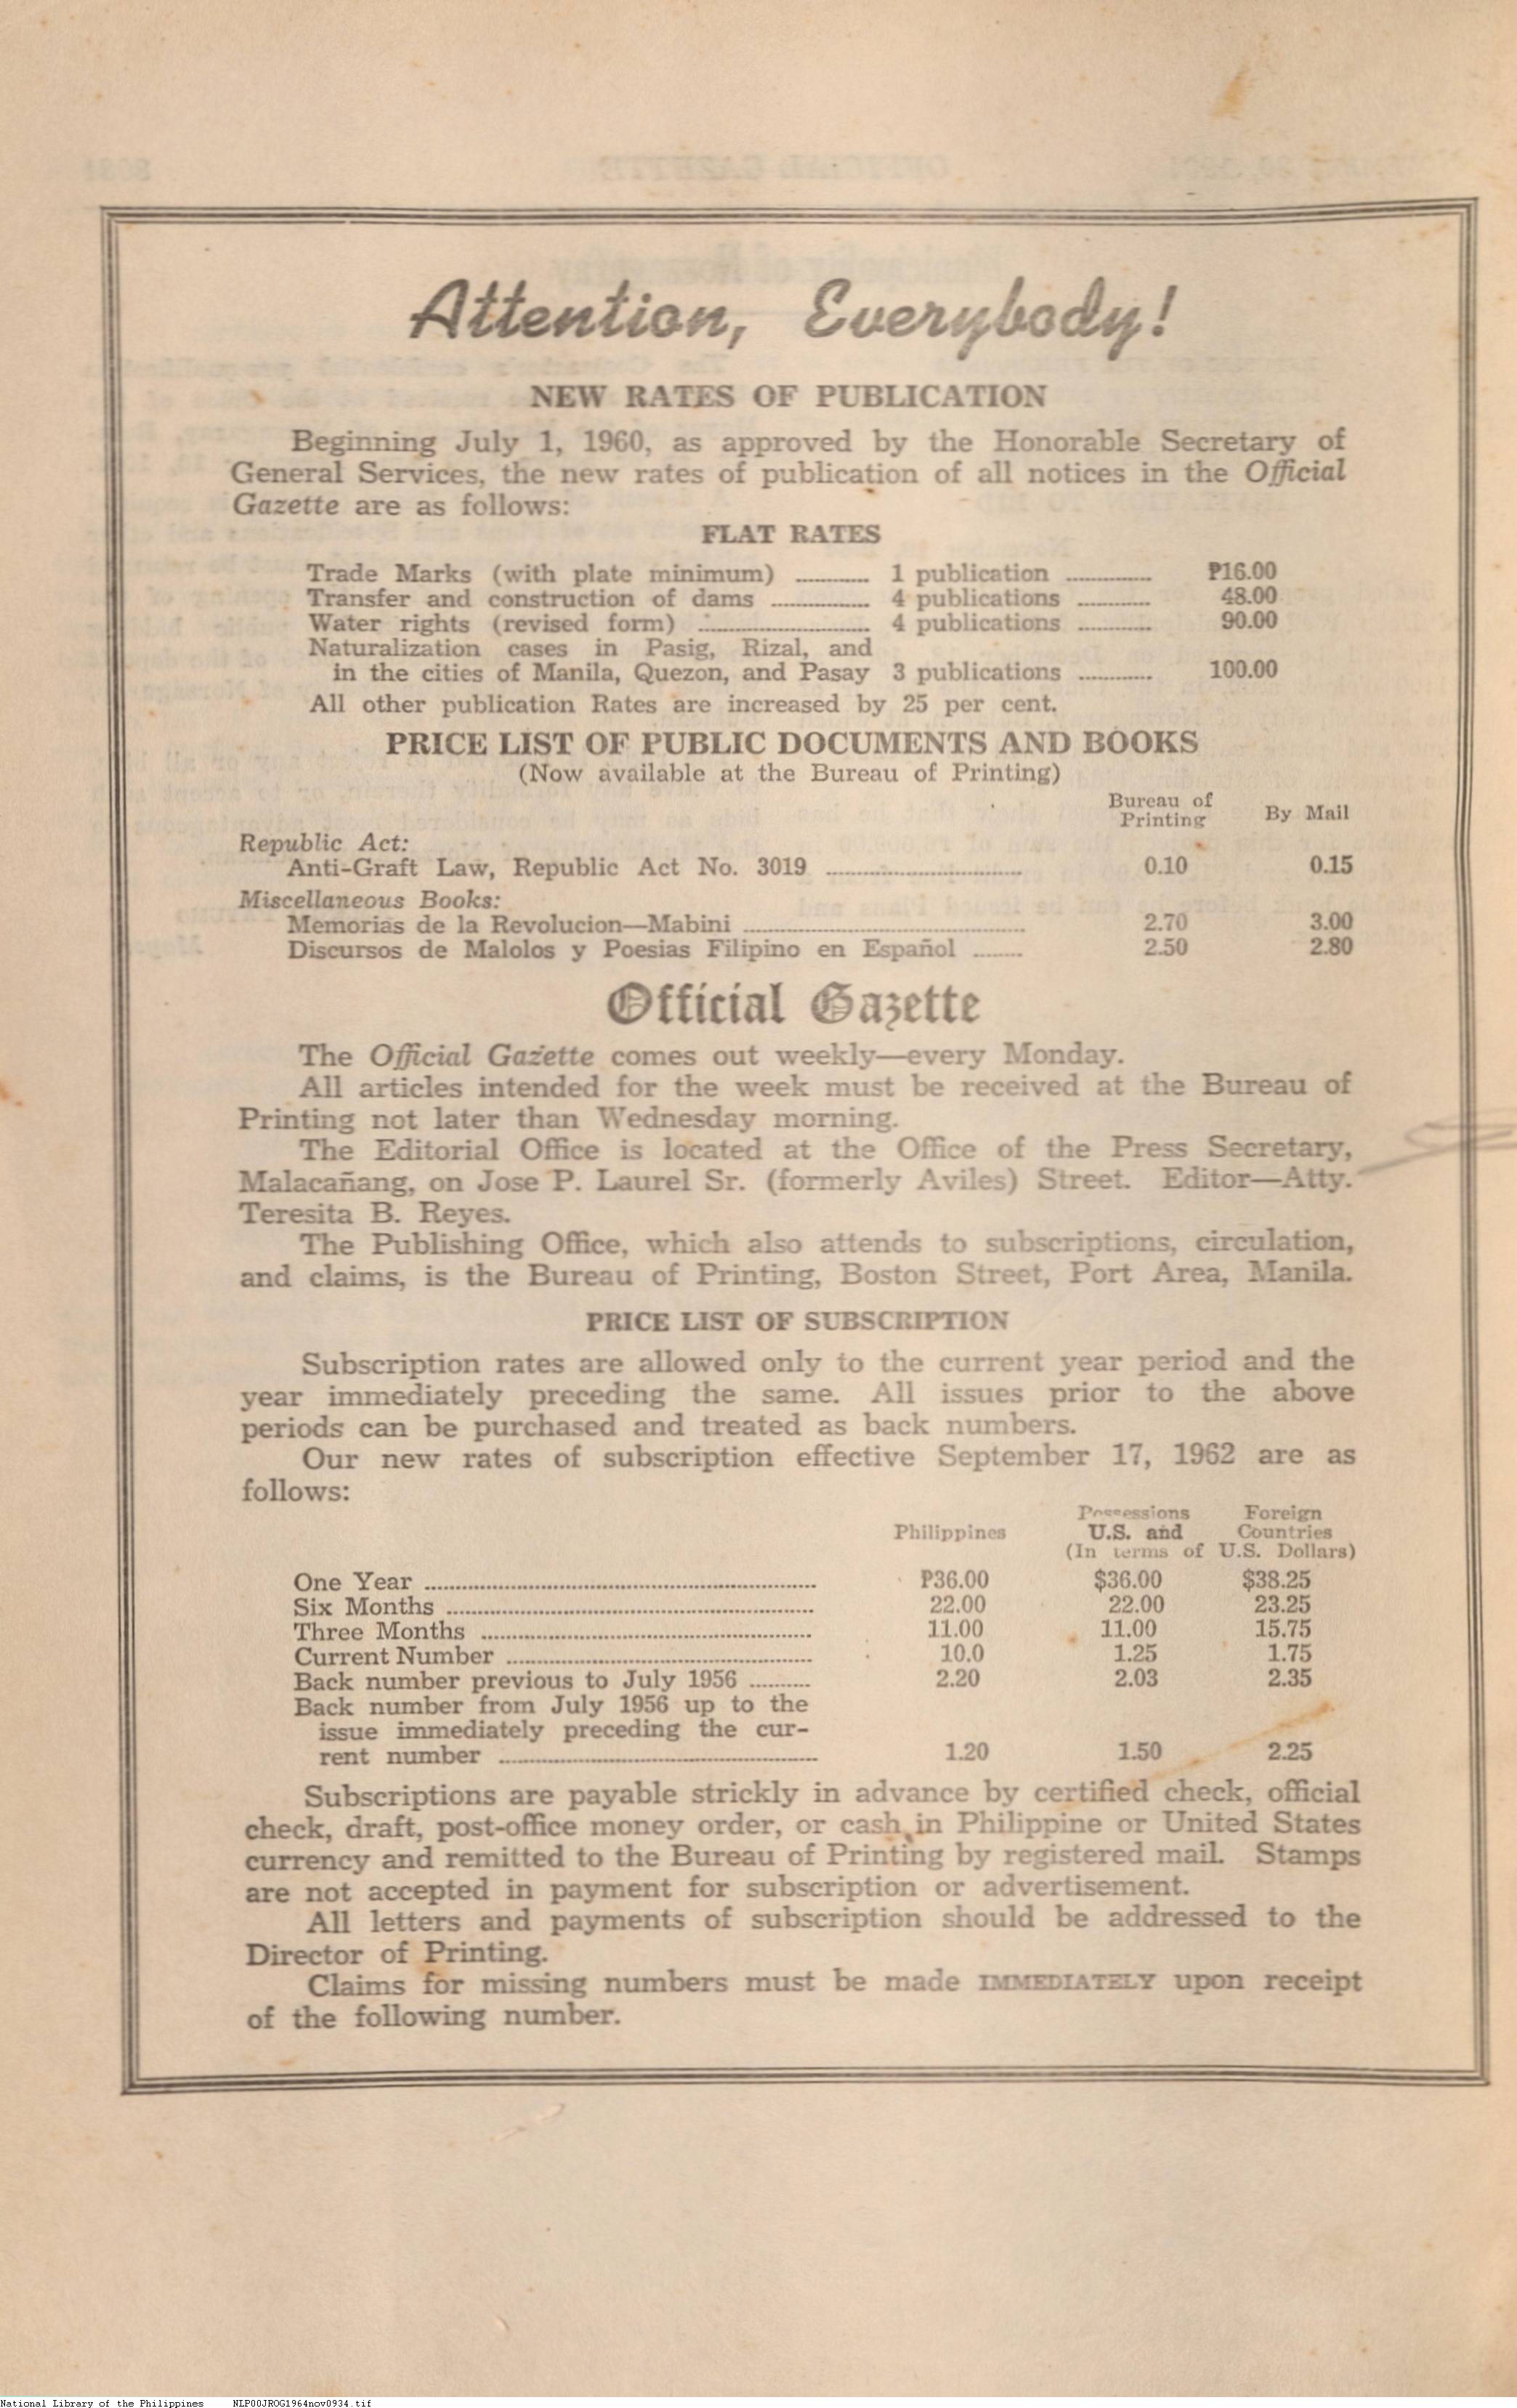 Attention, Everybody!
NEW RATES OF PUBLICATION
Beginning July 1, 1960, as approved by the Honorable Secretary of
General Services, the new rates of publication of all notices in the Official
Gazette are as follows:
FLAT RATES
Trade Marks (with plate minimum) ............ 1 publication ............ ₱16.00
Transfer and construction of dams ............ 4 publications ............ 48.00
Water rights (revised form) ............ 4 publications ............ 90.00
Naturalization cases in Pasig, Rizal, and
in the cities of Manila, Quezon, and Pasay 3 publications ............ 100.00
All other publication Rates are increased by 25 per cent.
PRICE LIST OF PUBLIC DOCUMENTS AND BOOKS
(Now available at the Bureau of Printing)
Bureau of
Printing By Mail
Republic Act:
Anti-Graft Law, Republic Act No. 3019 ............ 0.10 0.15
Miscellaneous Books:
Memorias de la Revolucion—Mabini ............ 2.70 3.00
Discursos de Malolos y Poesias Filipino en Español ........ 2.50 2.80
Official Gazette
The Official Gazette comes out weekly—every Monday.
All articles intended for the week must be received at the Bureau of
Printing not later than Wednesday morning.
The Editorial Office is located at the Office of the Press Secretary,
Malacañang, on Jose P. Laurel Sr. (formerly Aviles) Street. Editor—Atty.
Teresita B. Reyes.
The Publishing Office, which also attends to subscriptions, circulation,
and claims, is the Bureau of Printing, Boston Street, Port Area, Manila.
PRICE LIST OF SUBSCRIPTION
Subscription rates are allowed only to the current year period and the
year immediately preceding the same. All issues prior to the above
periods can be purchased and treated as back numbers.
Our new rates of subscription effective September 17, 1962 are as
follows:
Possessions Foreign
Philippines U.S. and Countries
(In terms of U.S. Dollars)
One Year ............ ₱36.00 $36.00 $38.25
Six Months ............ 22.00 22.00 23.25
Three Months ............ 11.00 11.00 15.75
Current Number ............ 10.0 1.25 1.75
Back number previous to July 1956 .......... 2.20 2.03 2.35
Back number from July 1956 up to the
issue immediately preceding the cur-
rent number ............ 1.20 1.50 2.25
Subscriptions are payable strickly in advance by certified check, official
check, draft, post-office money order, or cash in Philippine or United States
currency and remitted to the Bureau of Printing by registered mail. Stamps
are not accepted in payment for subscription or advertisement.
All letters and payments of subscription should be addressed to the
Director of Printing.
Claims for missing numbers must be made IMMEDIATELY upon receipt
of the following number.
National Library of the Philippines NLP00JROG1964nov0934.tif